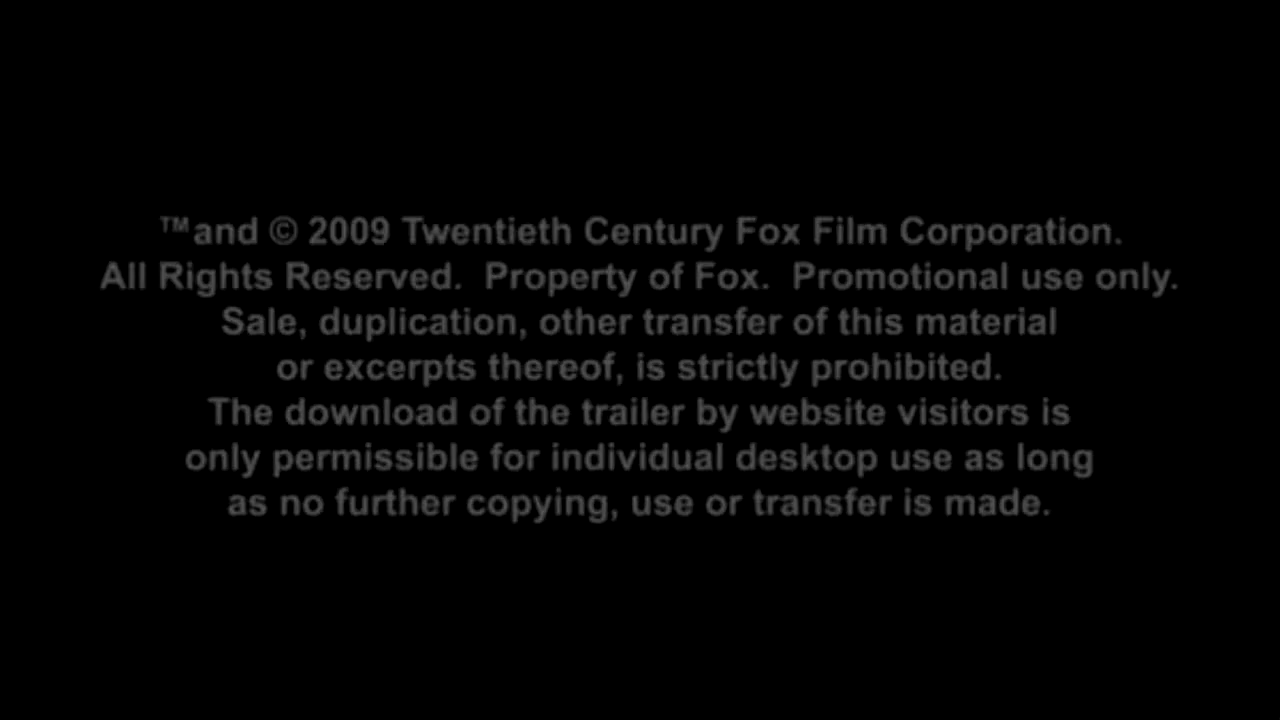 ™and © 2009 Twentieth Century Fox Film Corporation.
All Rights Reserved.  Property of Fox.  Promotional use only.
Sale, duplication, other transfer of this material
or excerpts thereof, is strictly prohibited.
The download of the trailer by website visitors is
only permissible for individual desktop use as long
as no further copying, use or transfer is made.